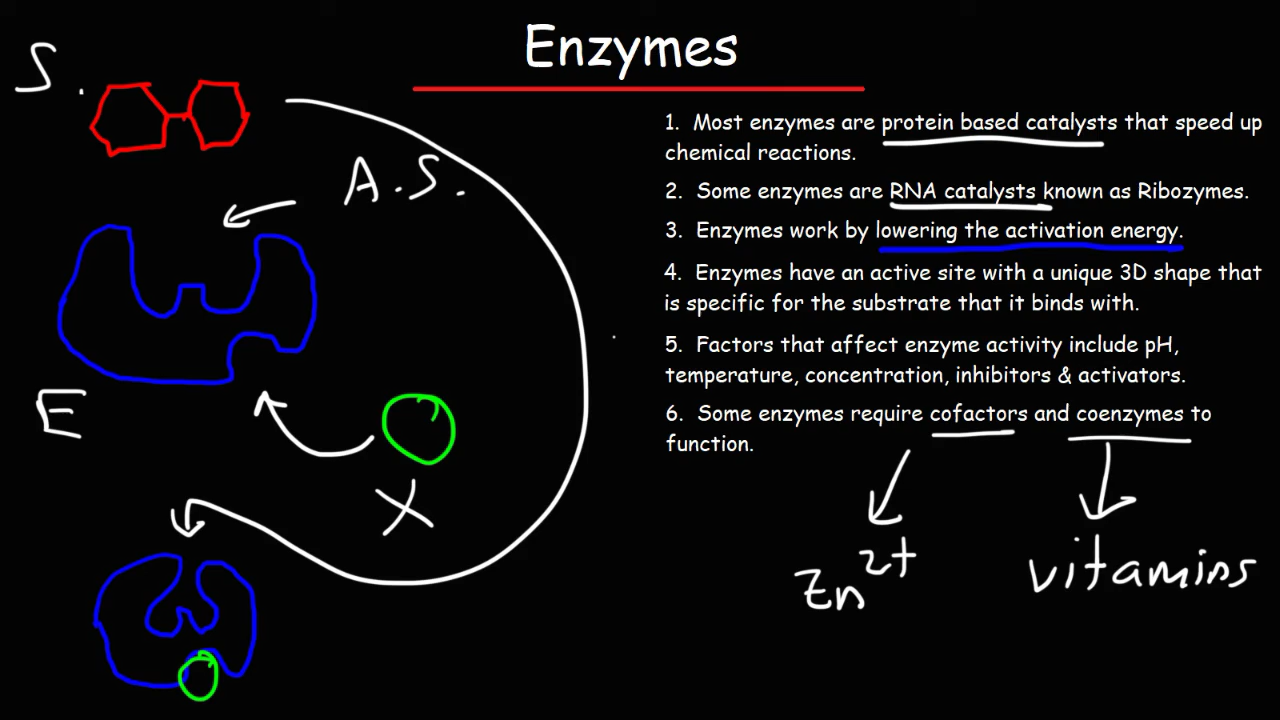 Enzymes
S.
A.S.
E
X
1. Most enzymes are protein based catalysts that speed up
chemical reactions.
2. Some enzymes are RNA catalysts known as Ribozymes.
3. Enzymes work by lowering the activation energy.
4. Enzymes have an active site with a unique 3D shape that
is specific for the substrate that it binds with.
5. Factors that affect enzyme activity include pH,
temperature, concentration, inhibitors & activators.
6. Some enzymes require cofactors and coenzymes to
function.
Zn²⁺
vitamins